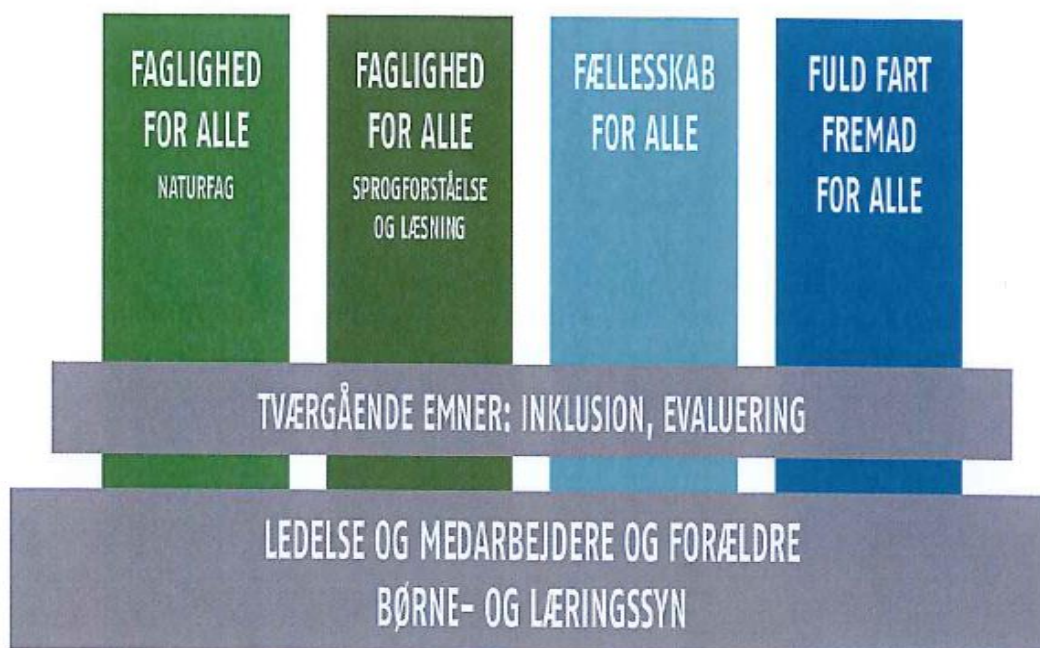 FAGLIGHED
FOR ALLE
NATURFAG
FAGLIGHED
FOR ALLE
SPROGFORSTÅELSE
OG LÆSNING
FÆLLESSKAB
FOR ALLE
FULD FART
FREMAD
FOR ALLE
TVÆRGÅENDE EMNER: INKLUSION, EVALUERING
LEDELSE OG MEDARBEJDERE OG FORÆLDRE
BØRNE- OG LÆRINGSSYN